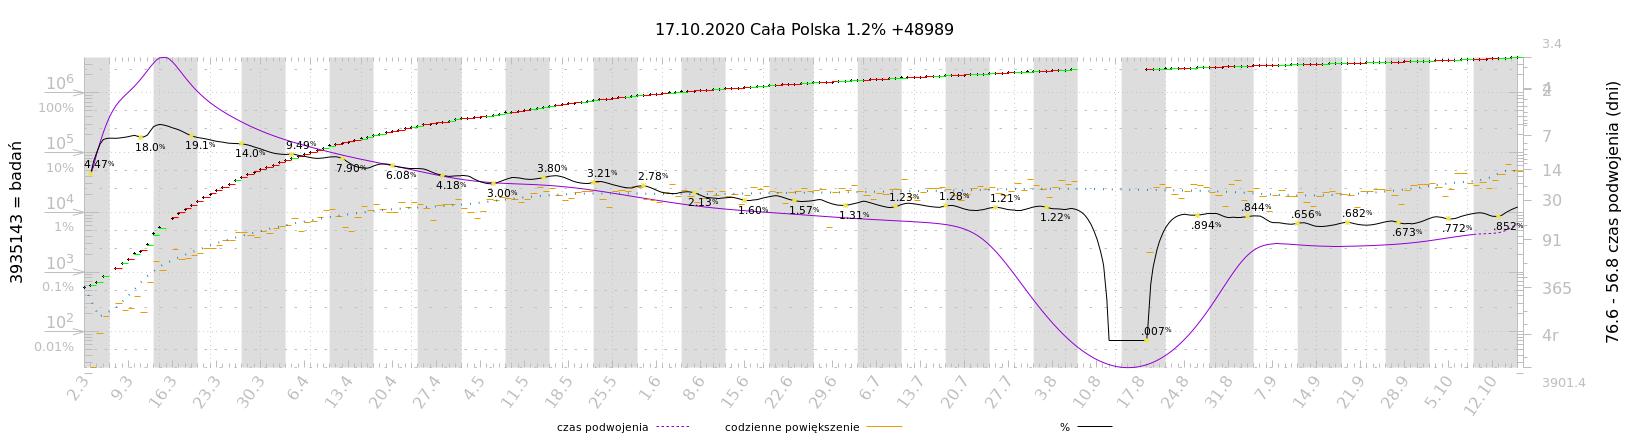 17.10.2020 Cała Polska 1.2% +48989
3935143 = badań
10⁶
100%
10⁵
10%
10⁴
1%
10³
0.1%
10²
0.01%
4.47% 18.0% 19.1% 14.0% 9.49% 7.90% 6.08% 4.18% 3.00% 3.80% 3.21% 2.78% 2.13% 1.60% 1.57% 1.31% 1.23% 1.28% 1.21% 1.22% .007% .894% .844% .656% .682% .673% .772% .852%
3.4
4
7
14
30
91
365
4r
3901.4
76.6 - 56.8 czas podwojenia (dni)
2.3 9.3 16.3 23.3 30.3 6.4 13.4 20.4 27.4 4.5 11.5 18.5 25.5 1.6 8.6 15.6 22.6 29.6 6.7 13.7 20.7 27.7 3.8 10.8 17.8 24.8 31.8 7.9 14.9 21.9 28.9 5.10 12.10
czas podwojenia codzienne powiększenie %